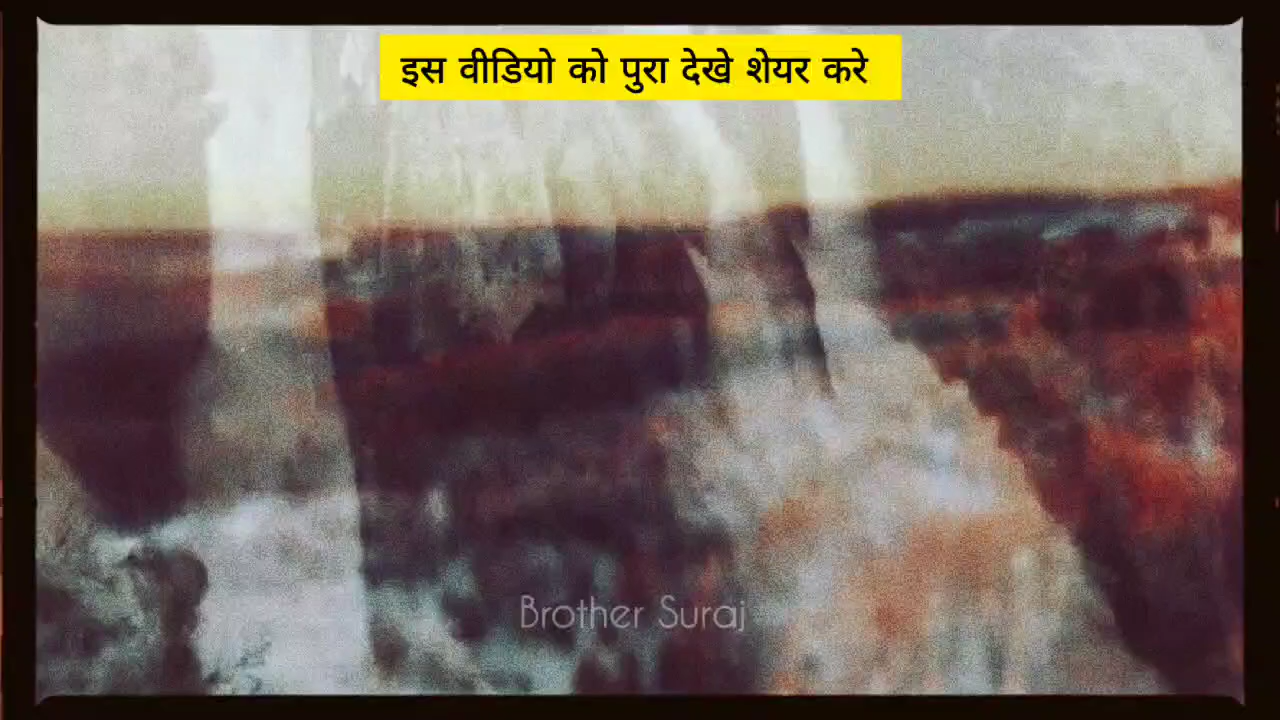 इस वीडियो को पुरा देखे शेयर करे
Brother Suraj